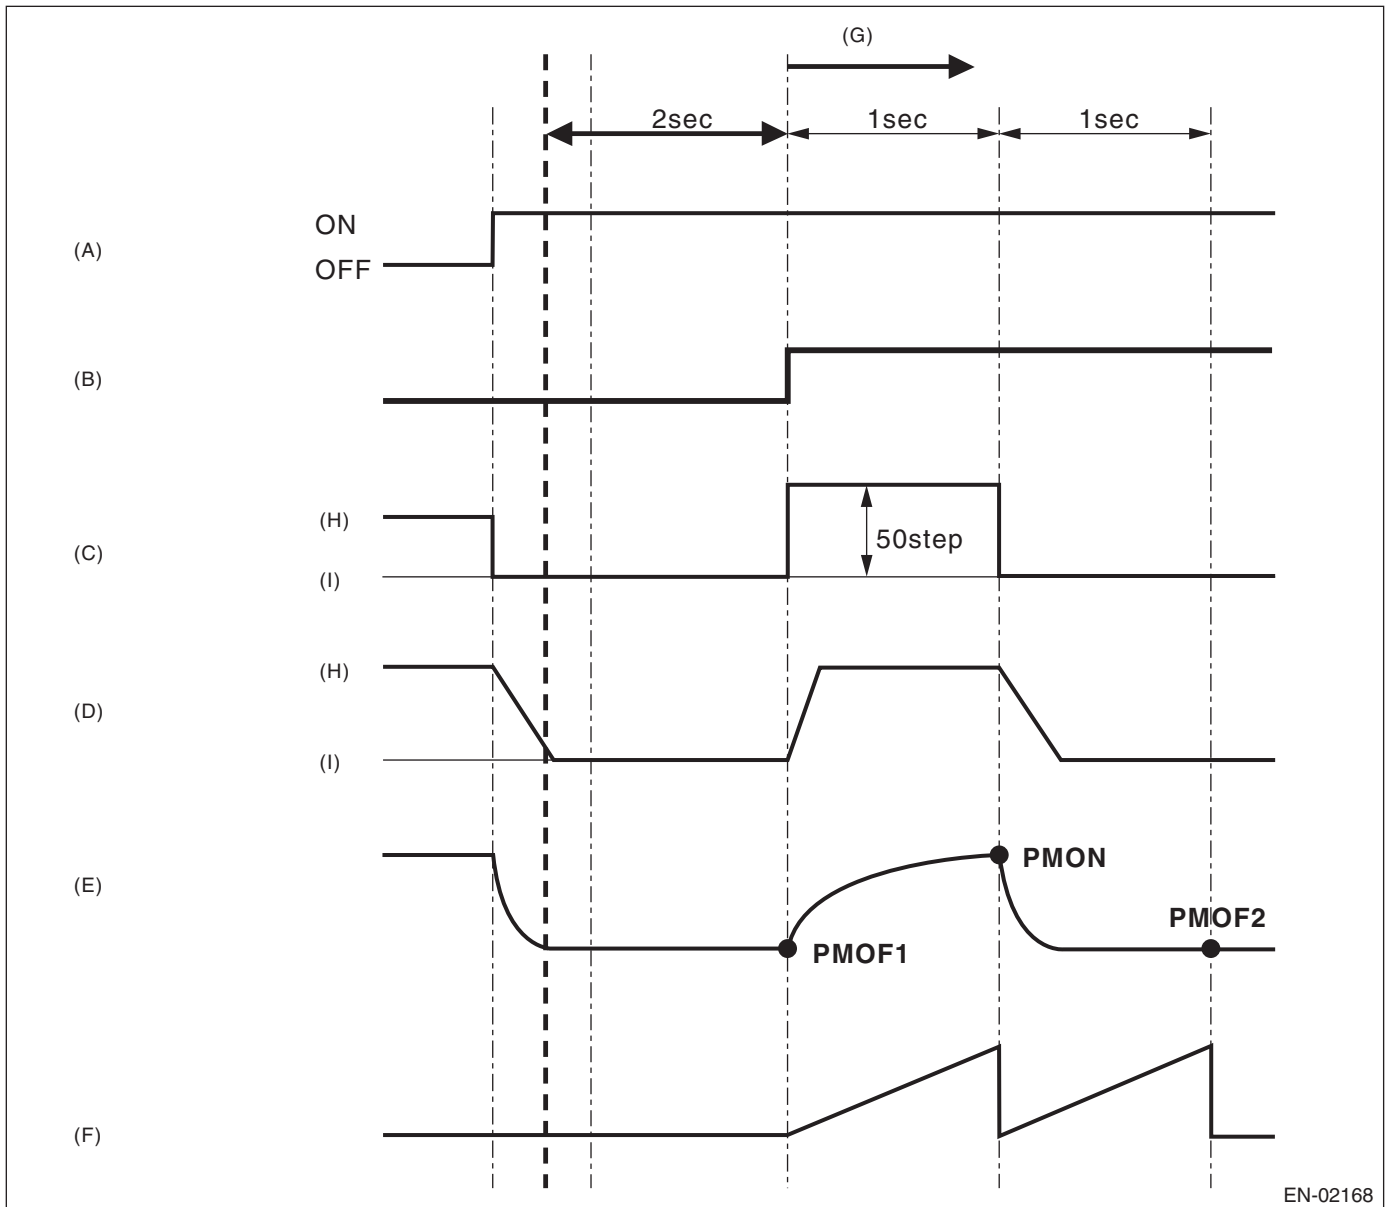 (G)
2sec 1sec 1sec
ON
(A)
OFF
(B)
(H)
50step
(C)
(I)
(H)
(D)
(I)
PMON
(E)
PMOF2
PMOF1
(F)
EN-02168